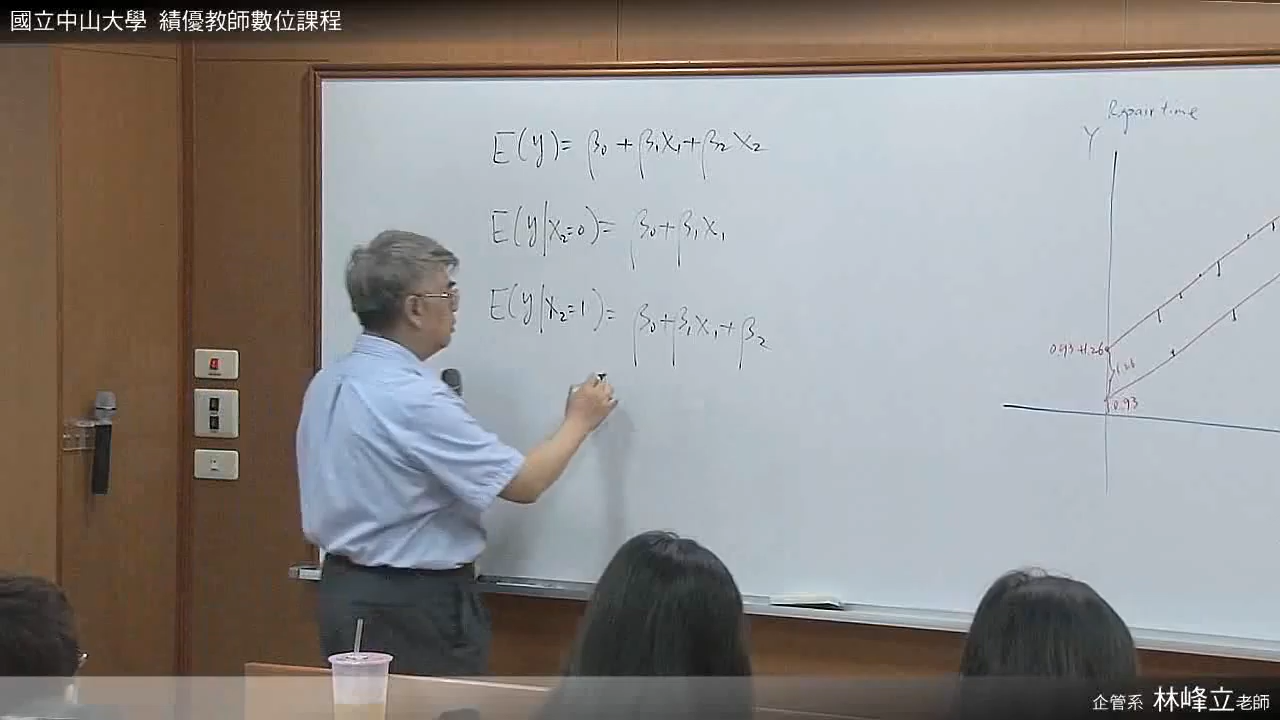 國立中山大學 績優教師數位課程
E(y)= β₀+β₁X₁+β₂X₂
E(y|X₂=0)= β₀+β₁X₁
E(y|X₂=1)= β₀+β₁X₁+β₂
Repair time
Y
0.93+1.26
1.26
0.93
企管系 林峰立老師